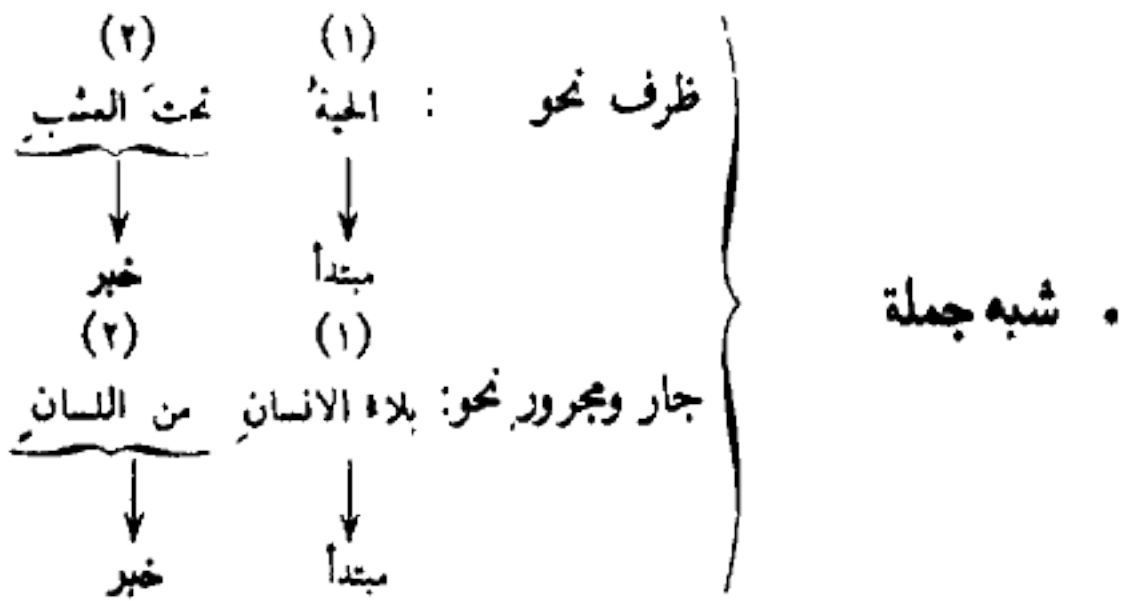 (١) (٢)
ظرف نحو : الحيةُ تحتَ العشبِ
مبتدأ خبر
• شبه جملة
(١) (٢)
جار ومجرورٍ نحو: بلاء الانسانِ من اللسانِ
مبتدأ خبر